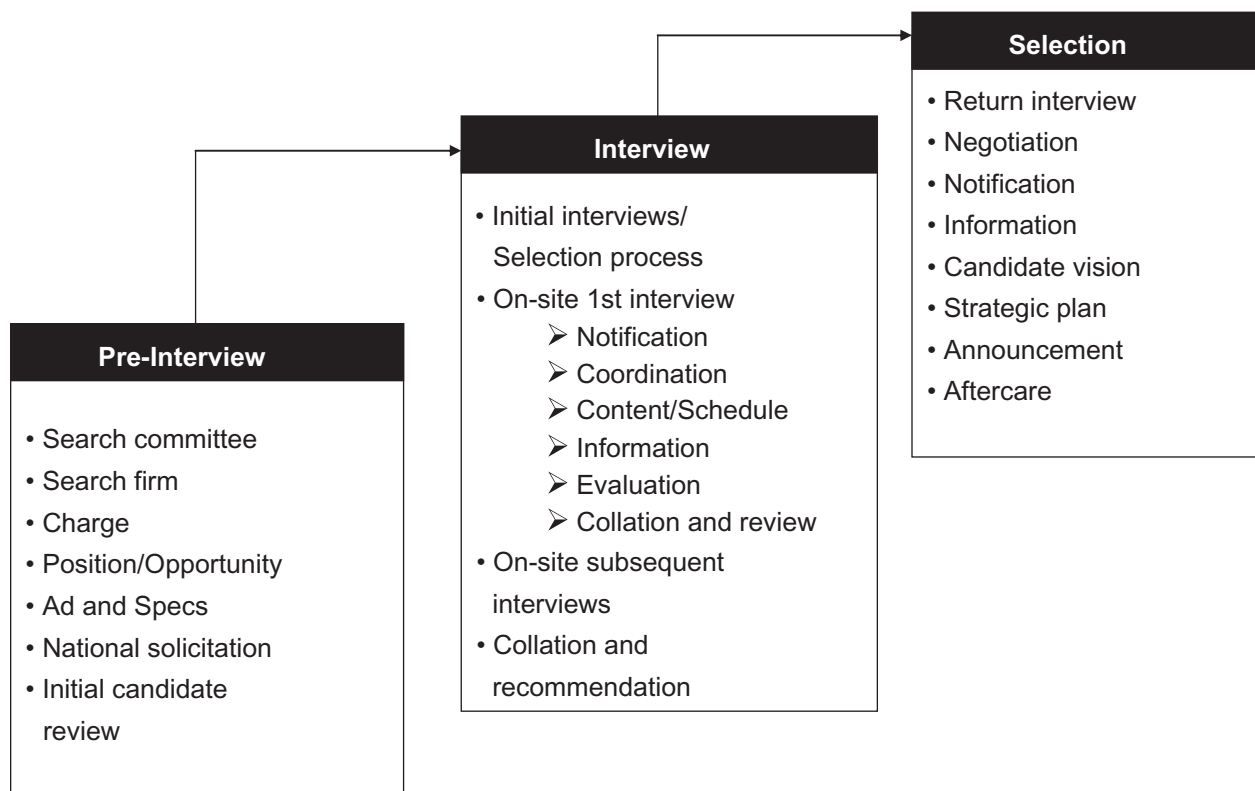 Pre-Interview
• Search committee
• Search firm
• Charge
• Position/Opportunity
• Ad and Specs
• National solicitation
• Initial candidate
review
Interview
• Initial interviews/
Selection process
• On-site 1st interview
➢ Notification
➢ Coordination
➢ Content/Schedule
➢ Information
➢ Evaluation
➢ Collation and review
• On-site subsequent
interviews
• Collation and
recommendation
Selection
• Return interview
• Negotiation
• Notification
• Information
• Candidate vision
• Strategic plan
• Announcement
• Aftercare